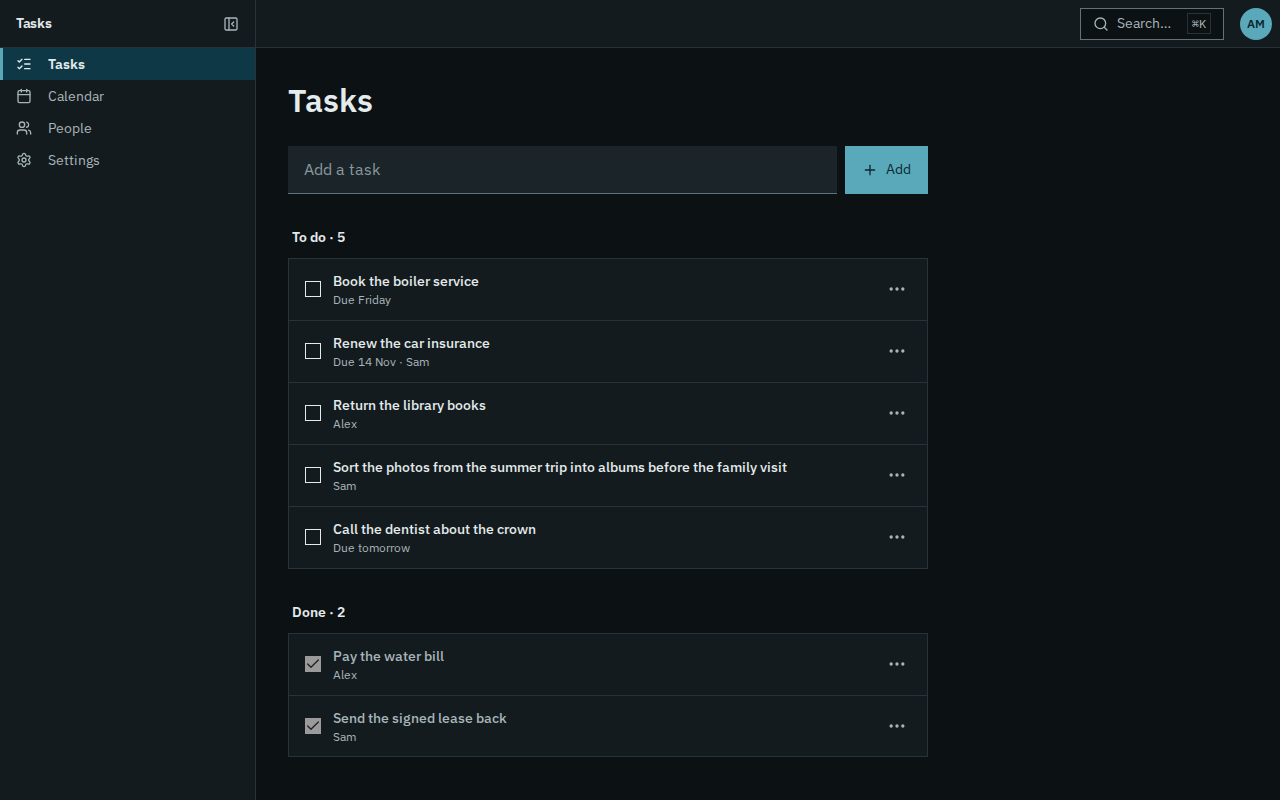 Tasks
Search... ⌘K
AM
Tasks
Calendar
People
Settings
Tasks
Add a task
Add
To do · 5
Book the boiler service
Due Friday
Renew the car insurance
Due 14 Nov · Sam
Return the library books
Alex
Sort the photos from the summer trip into albums before the family visit
Sam
Call the dentist about the crown
Due tomorrow
Done · 2
Pay the water bill
Alex
Send the signed lease back
Sam